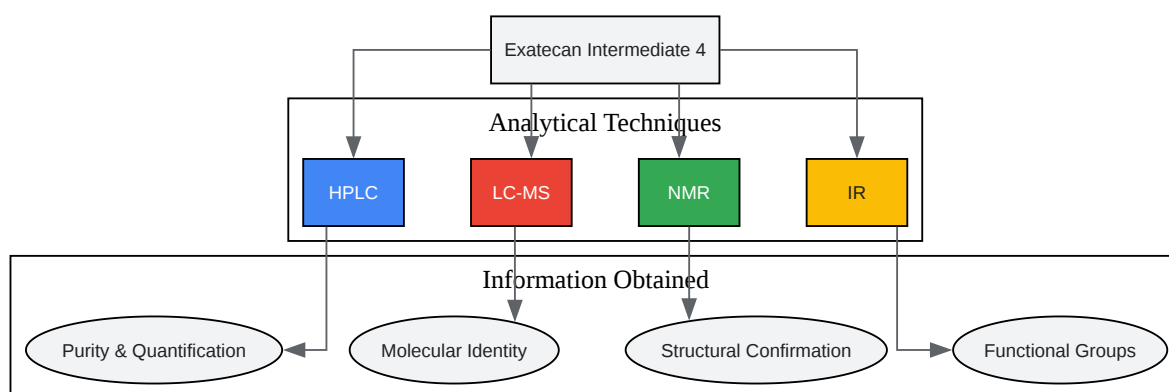 Exatecan Intermediate 4
Analytical Techniques
HPLC
LC-MS
NMR
IR
Information Obtained
Purity & Quantification
Molecular Identity
Structural Confirmation
Functional Groups